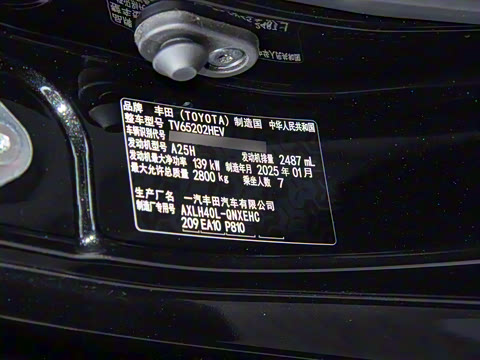 品牌 丰田 (TOYOTA) 制造国 中华人民共和国
整车型号 TV65202HEV
车辆识别代号
发动机型号 A25H 发动机排量 2487 mL
发动机最大净功率 139 kW 制造年月 2025 年 01 月
最大允许总质量 2800 kg 乘坐人数 7
生产厂名 一汽丰田汽车有限公司
制造厂专用号 AXLH40L-QNXEHC
209 EA10 P810